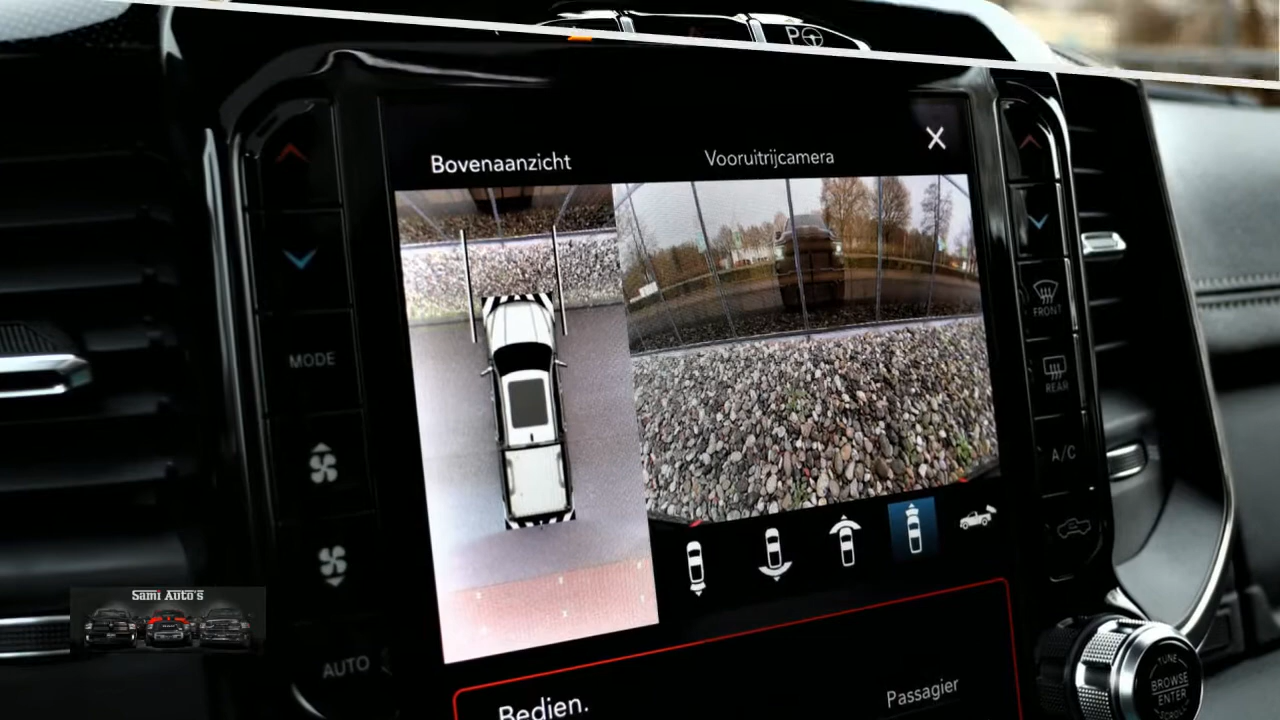 P
Bovenaanzicht
Vooruitrijcamera
X
MODE
FRONT
REAR
A/C
Sami Auto's
AUTO
Bedien.
Passagier
TUNE
BROWSE
ENTER